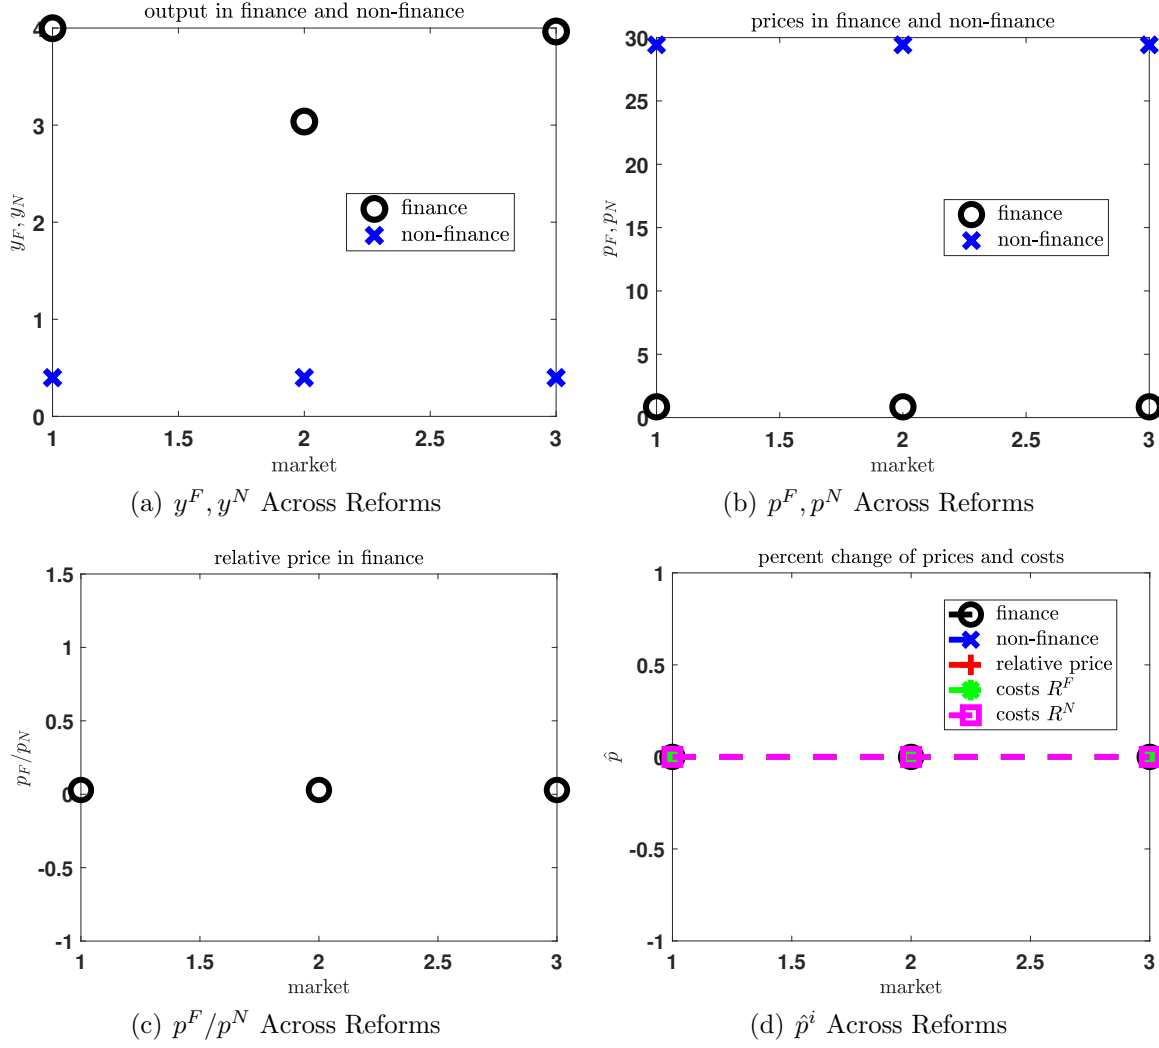 output in finance and non-finance
4
3
2
1
0
y_F, y_N
finance
non-finance
1
1.5
2
2.5
3
market
(a) y^F, y^N Across Reforms
prices in finance and non-finance
30
25
20
15
10
5
0
p_F, p_N
finance
non-finance
1
1.5
2
2.5
3
market
(b) p^F, p^N Across Reforms
relative price in finance
1.5
1
0.5
0
-0.5
-1
p_F/p_N
1
1.5
2
2.5
3
market
(c) p^F/p^N Across Reforms
percent change of prices and costs
1
0.5
0
-0.5
-1
p̂
finance
non-finance
relative price
costs R^F
costs R^N
1
1.5
2
2.5
3
market
(d) p̂^i Across Reforms